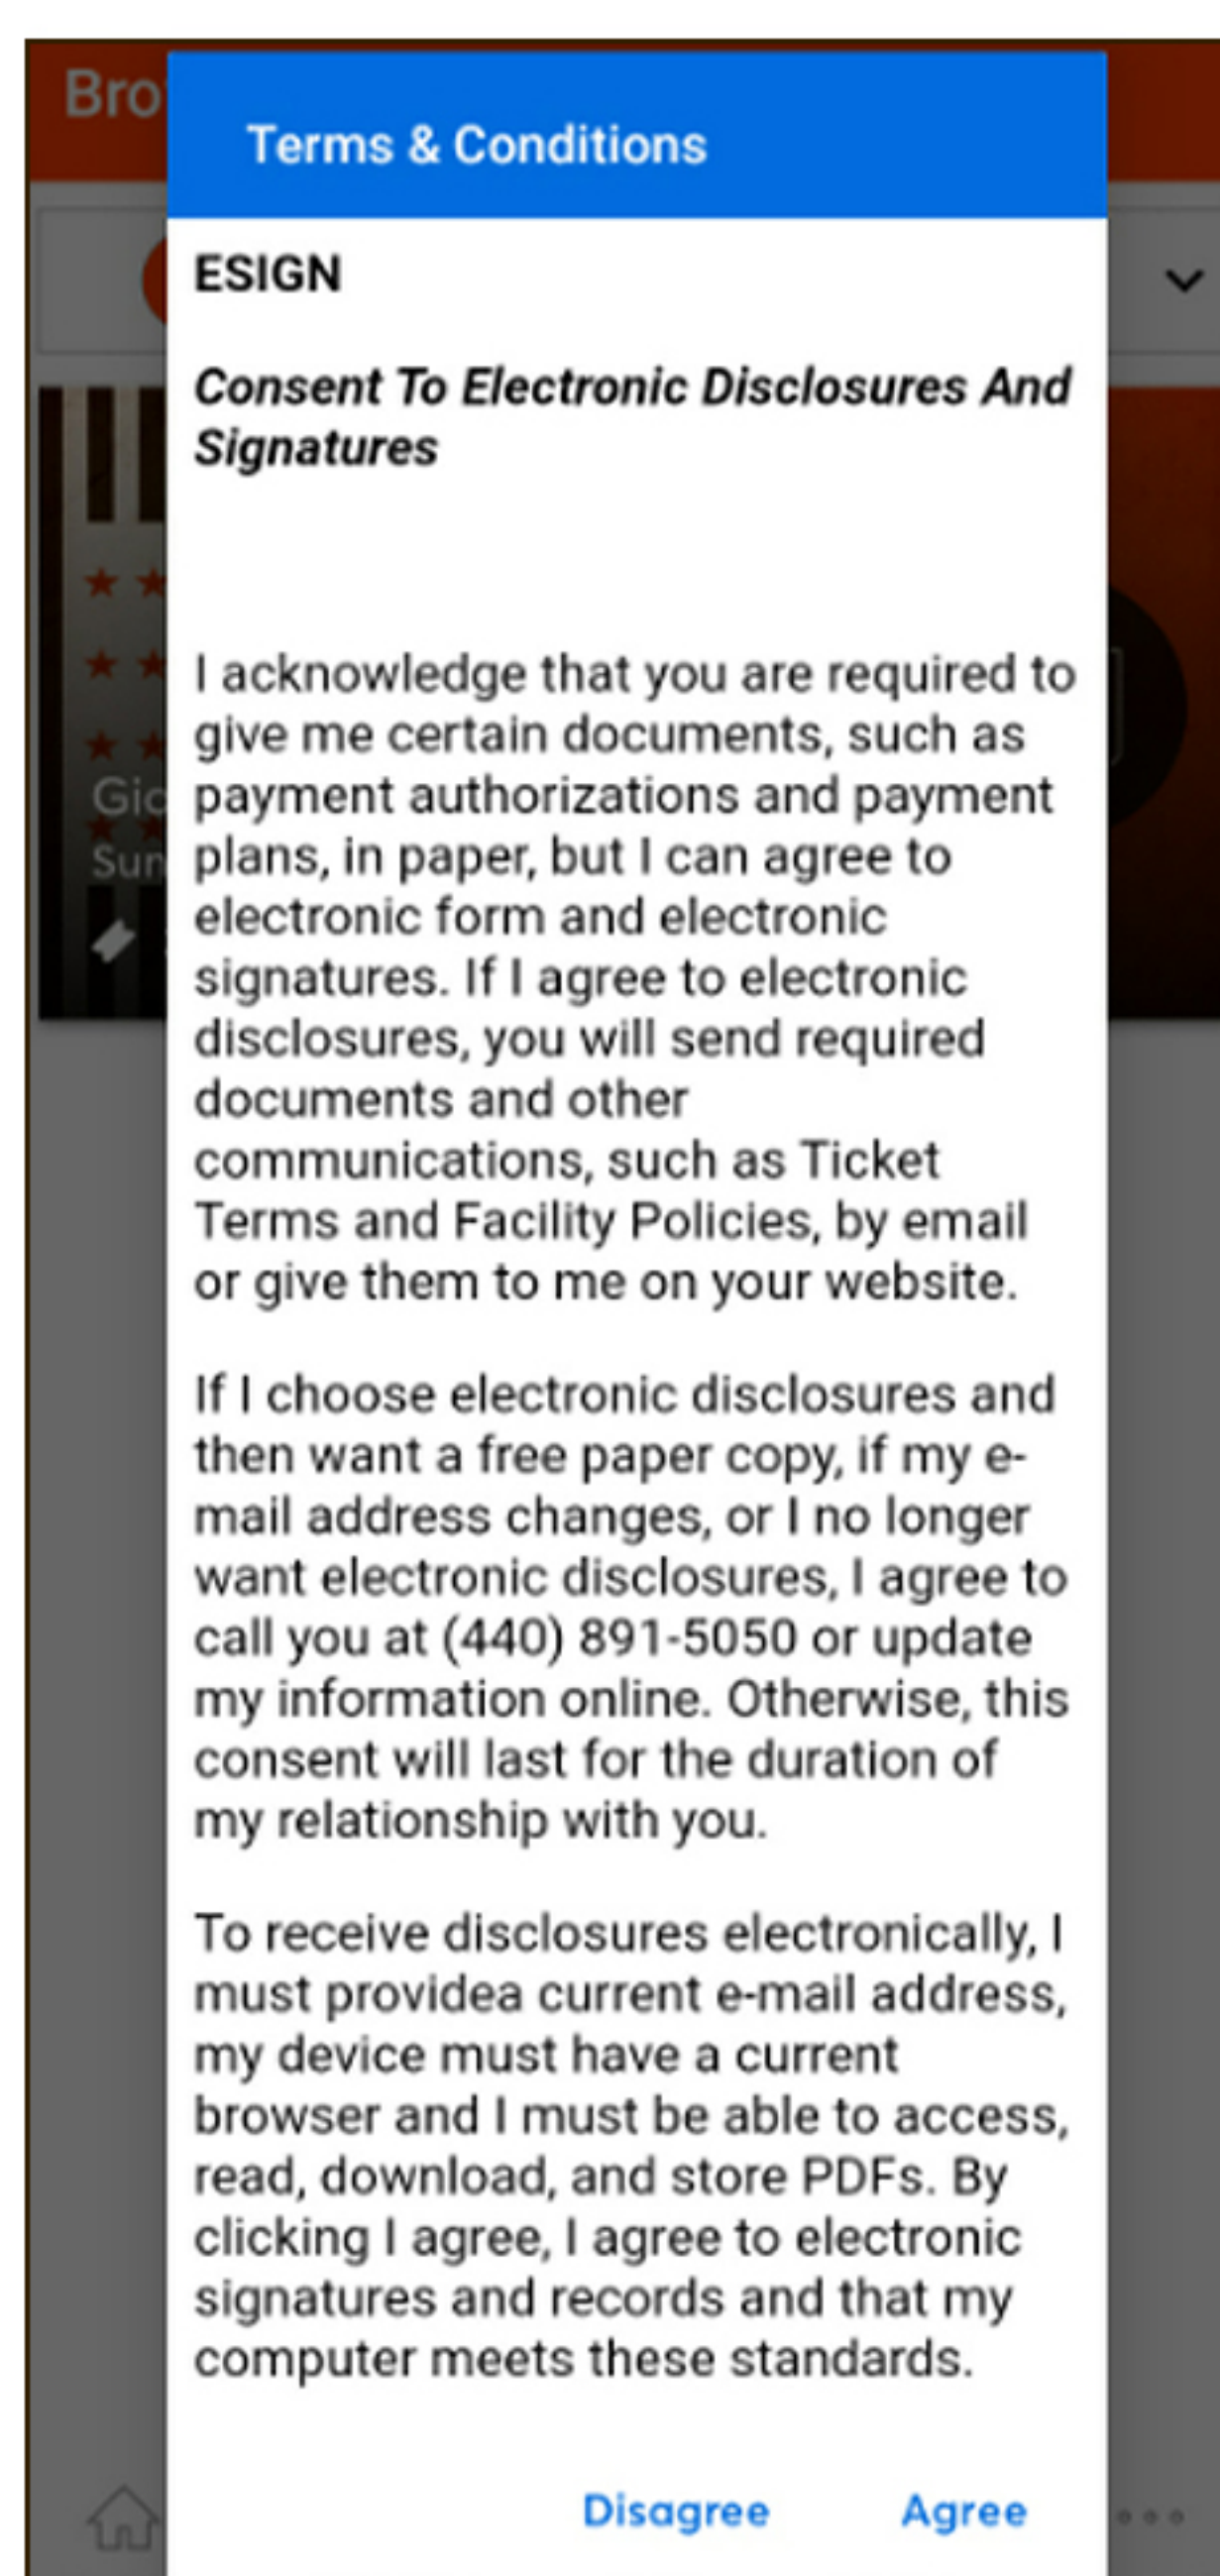 Bro
Terms & Conditions
ESIGN
Consent To Electronic Disclosures And
Signatures
I acknowledge that you are required to
give me certain documents, such as
payment authorizations and payment
plans, in paper, but I can agree to
electronic form and electronic
signatures. If I agree to electronic
disclosures, you will send required
documents and other
communications, such as Ticket
Terms and Facility Policies, by email
or give them to me on your website.
If I choose electronic disclosures and
then want a free paper copy, if my e-
mail address changes, or I no longer
want electronic disclosures, I agree to
call you at (440) 891-5050 or update
my information online. Otherwise, this
consent will last for the duration of
my relationship with you.
To receive disclosures electronically, I
must providea current e-mail address,
my device must have a current
browser and I must be able to access,
read, download, and store PDFs. By
clicking I agree, I agree to electronic
signatures and records and that my
computer meets these standards.
Gia
Sun
Disagree Agree